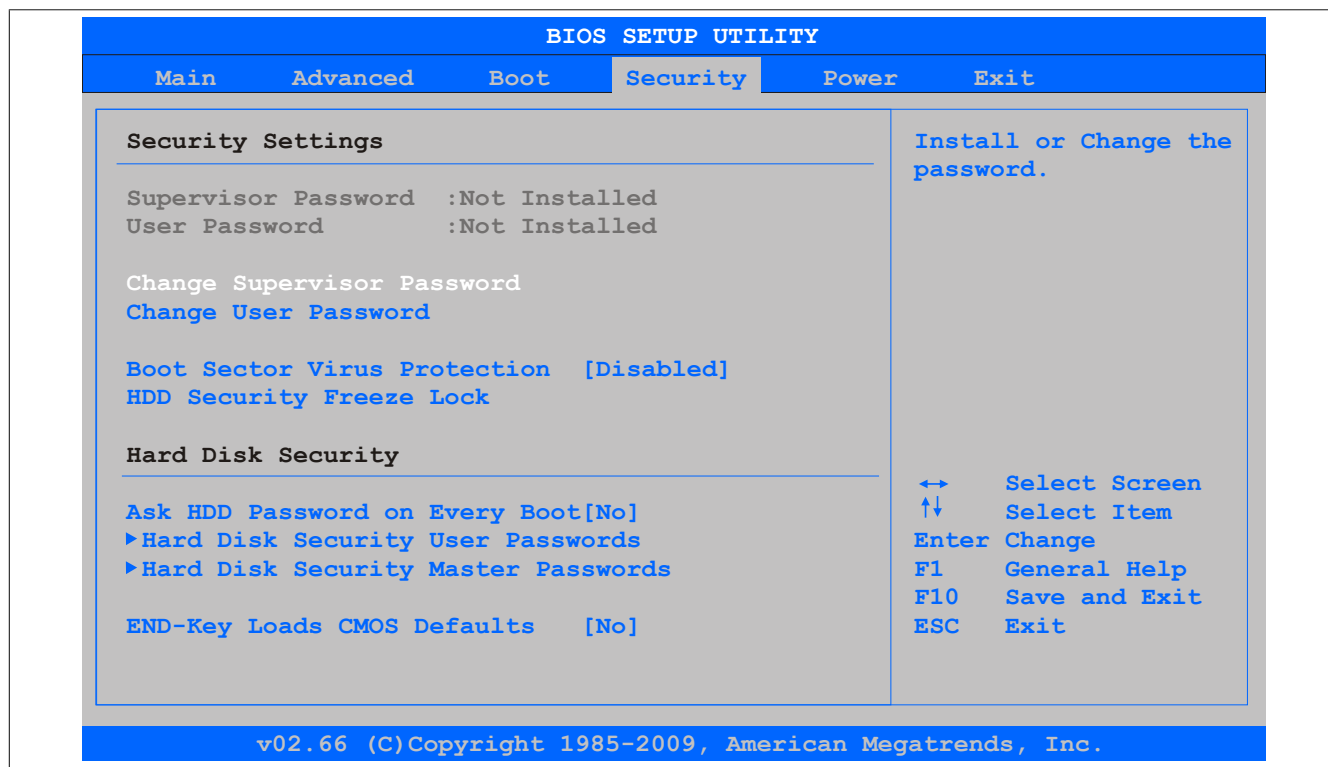 BIOS SETUP UTILITY
Main Advanced Boot Security Power Exit
Security Settings
Supervisor Password :Not Installed
User Password :Not Installed
Change Supervisor Password
Change User Password
Boot Sector Virus Protection [Disabled]
HDD Security Freeze Lock
Hard Disk Security
Ask HDD Password on Every Boot[No]
Hard Disk Security User Passwords
Hard Disk Security Master Passwords
END-Key Loads CMOS Defaults [No]
Install or Change the
password.
Select Screen
Select Item
Enter Change
F1 General Help
F10 Save and Exit
ESC Exit
v02.66 (C)Copyright 1985-2009, American Megatrends, Inc.